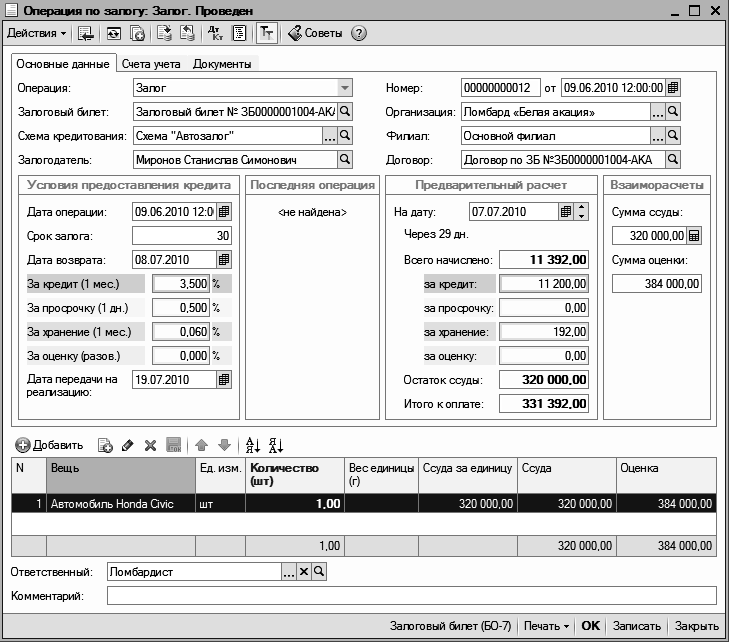 Операция по залогу: Залог. Проведен
Действия Советы
Основные данные Счета учета Документы
Операция: Залог Номер: 00000000012 от 09.06.2010 12:00:00
Залоговый билет: Залоговый билет № ЗБ0000001004-АКА Организация: Ломбард «Белая акация»
Схема кредитования: Схема "Автозалог" Филиал: Основной филиал
Залогодатель: Миронов Станислав Симонович Договор: Договор по ЗБ №ЗБ0000001004-АКА
Условия предоставления кредита Последняя операция Предварительный расчет Взаиморасчеты
Дата операции: 09.06.2010 12:0 <не найдена> На дату: 07.07.2010 Сумма ссуды:
Срок залога: 30 Через 29 дн. 320 000,00
Дата возврата: 08.07.2010 Всего начислено: 11 392,00 Сумма оценки:
За кредит (1 мес.) 3,500 % за кредит: 11 200,00 384 000,00
За просрочку (1 дн.) 0,500 % за просрочку: 0,00
За хранение (1 мес.) 0,060 % за хранение: 192,00
За оценку (разов.) 0,000 % за оценку: 0,00
Дата передачи на реализацию: 19.07.2010 Остаток ссуды: 320 000,00
Итого к оплате: 331 392,00
Добавить
N Вещь Ед. изм. Количество (шт) Вес единицы (г) Ссуда за единицу Ссуда Оценка
1 Автомобиль Honda Civic шт 1,00 320 000,00 320 000,00 384 000,00
1,00 320 000,00 384 000,00
Ответственный: Ломбардист
Комментарий:
Залоговый билет (БО-7) Печать OK Записать Закрыть